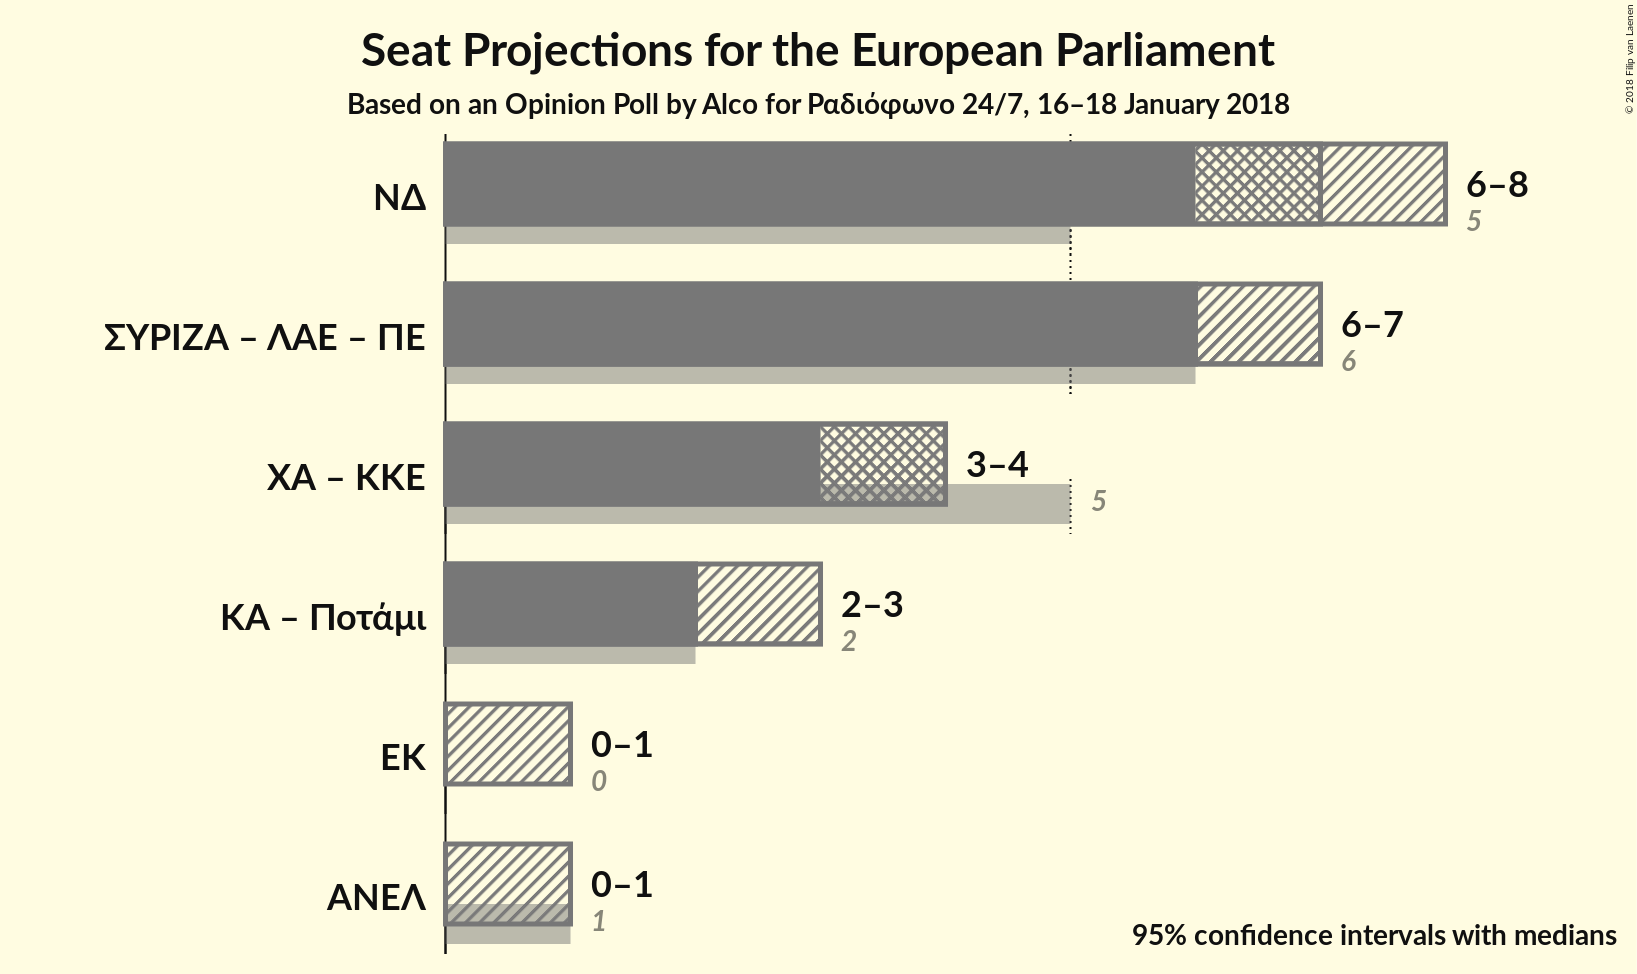 Seat Projections for the European Parliament
Based on an Opinion Poll by Alco for Ραδιόφωνο 24/7, 16–18 January 2018
© 2018 Filip van Laenen
ΝΔ
6–8
5
ΣΥΡΙΖΑ – ΛΑΕ – ΠΕ
6–7
6
ΧΑ – ΚΚΕ
3–4
5
ΚΑ – Ποτάμι
2–3
2
ΕΚ
0–1
0
ΑΝΕΛ
0–1
1
95% confidence intervals with medians